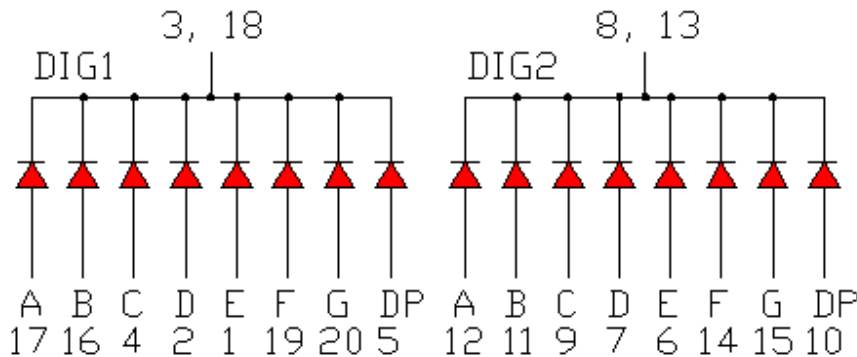 3, 18 8, 13
DIG1 DIG2
A B C D E F G DP A B C D E F G DP
17 16 4 2 1 19 20 5 12 11 9 7 6 14 15 10